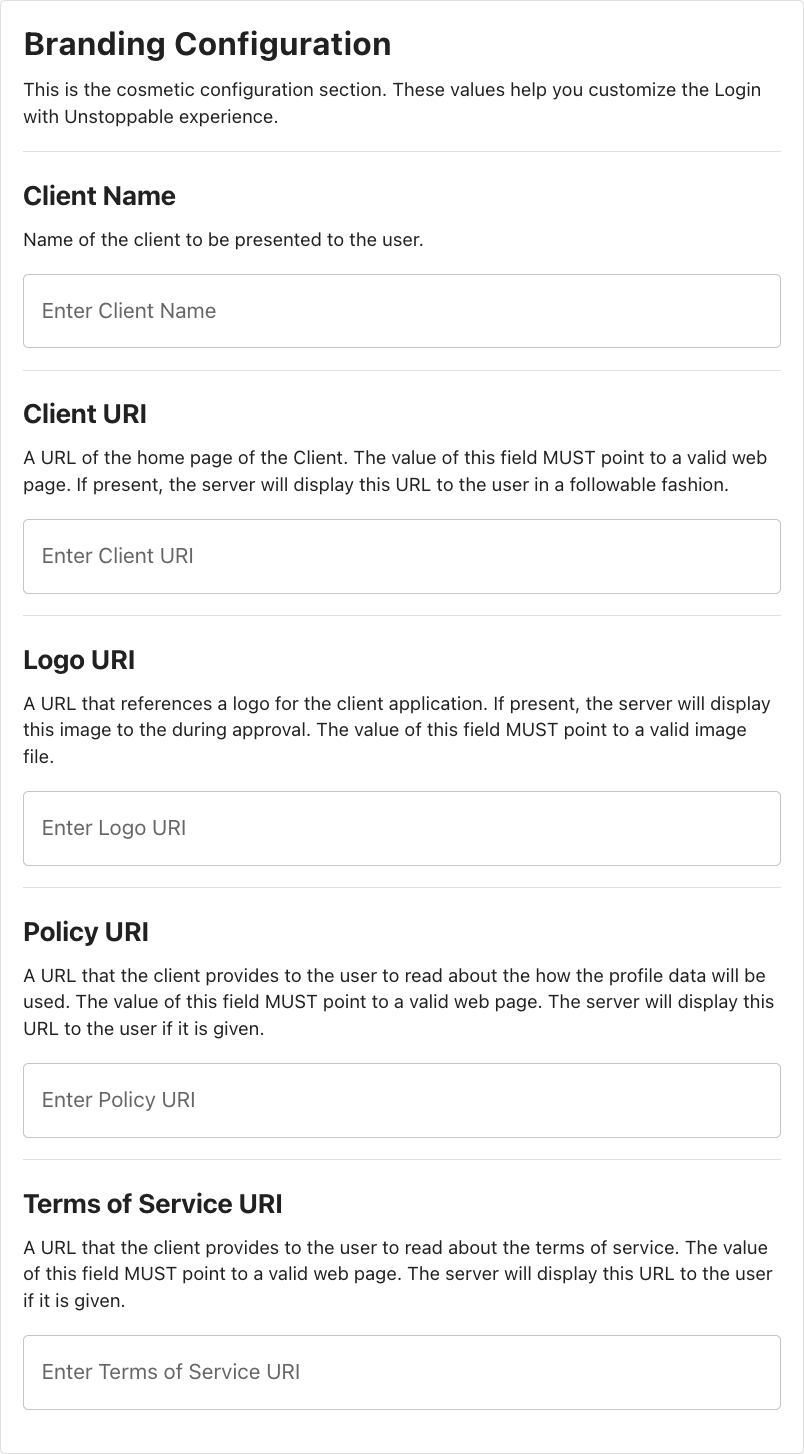 Branding Configuration
This is the cosmetic configuration section. These values help you customize the Login
with Unstoppable experience.
Client Name
Name of the client to be presented to the user.
Enter Client Name
Client URI
A URL of the home page of the Client. The value of this field MUST point to a valid web
page. If present, the server will display this URL to the user in a followable fashion.
Enter Client URI
Logo URI
A URL that references a logo for the client application. If present, the server will display
this image to the during approval. The value of this field MUST point to a valid image
file.
Enter Logo URI
Policy URI
A URL that the client provides to the user to read about the how the profile data will be
used. The value of this field MUST point to a valid web page. The server will display this
URL to the user if it is given.
Enter Policy URI
Terms of Service URI
A URL that the client provides to the user to read about the terms of service. The value
of this field MUST point to a valid web page. The server will display this URL to the user
if it is given.
Enter Terms of Service URI